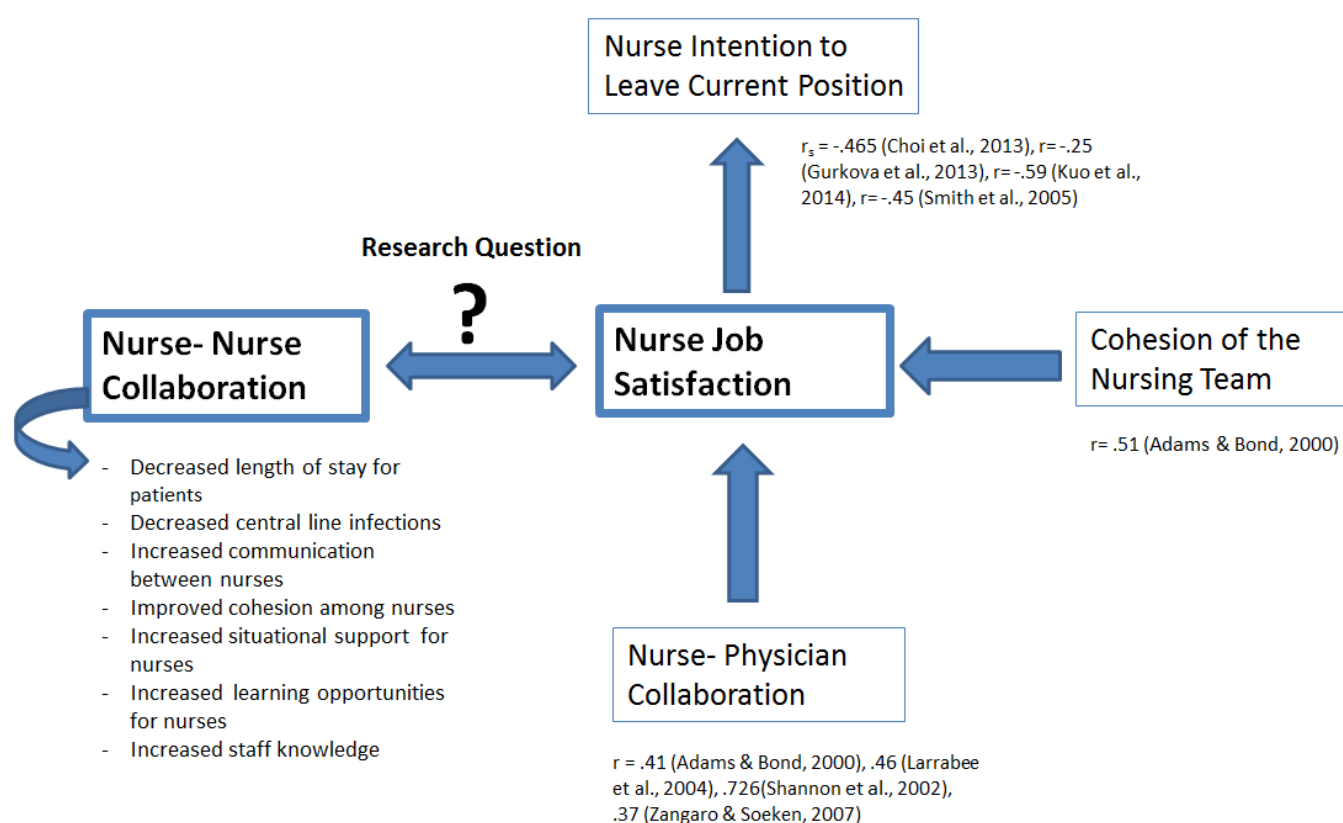 Nurse Intention to
Leave Current Position
r_s = -.465 (Choi et al., 2013), r= -.25
(Gurkova et al., 2013), r= -.59 (Kuo et al.,
2014), r= -.45 (Smith et al., 2005)
Research Question
?
Nurse- Nurse
Collaboration
Nurse Job
Satisfaction
Cohesion of the
Nursing Team
r= .51 (Adams & Bond, 2000)
- Decreased length of stay for
patients
- Decreased central line infections
- Increased communication
between nurses
- Improved cohesion among nurses
- Increased situational support for
nurses
- Increased learning opportunities
for nurses
- Increased staff knowledge
Nurse- Physician
Collaboration
r = .41 (Adams & Bond, 2000), .46 (Larrabee
et al., 2004), .726(Shannon et al., 2002),
.37 (Zangaro & Soeken, 2007)